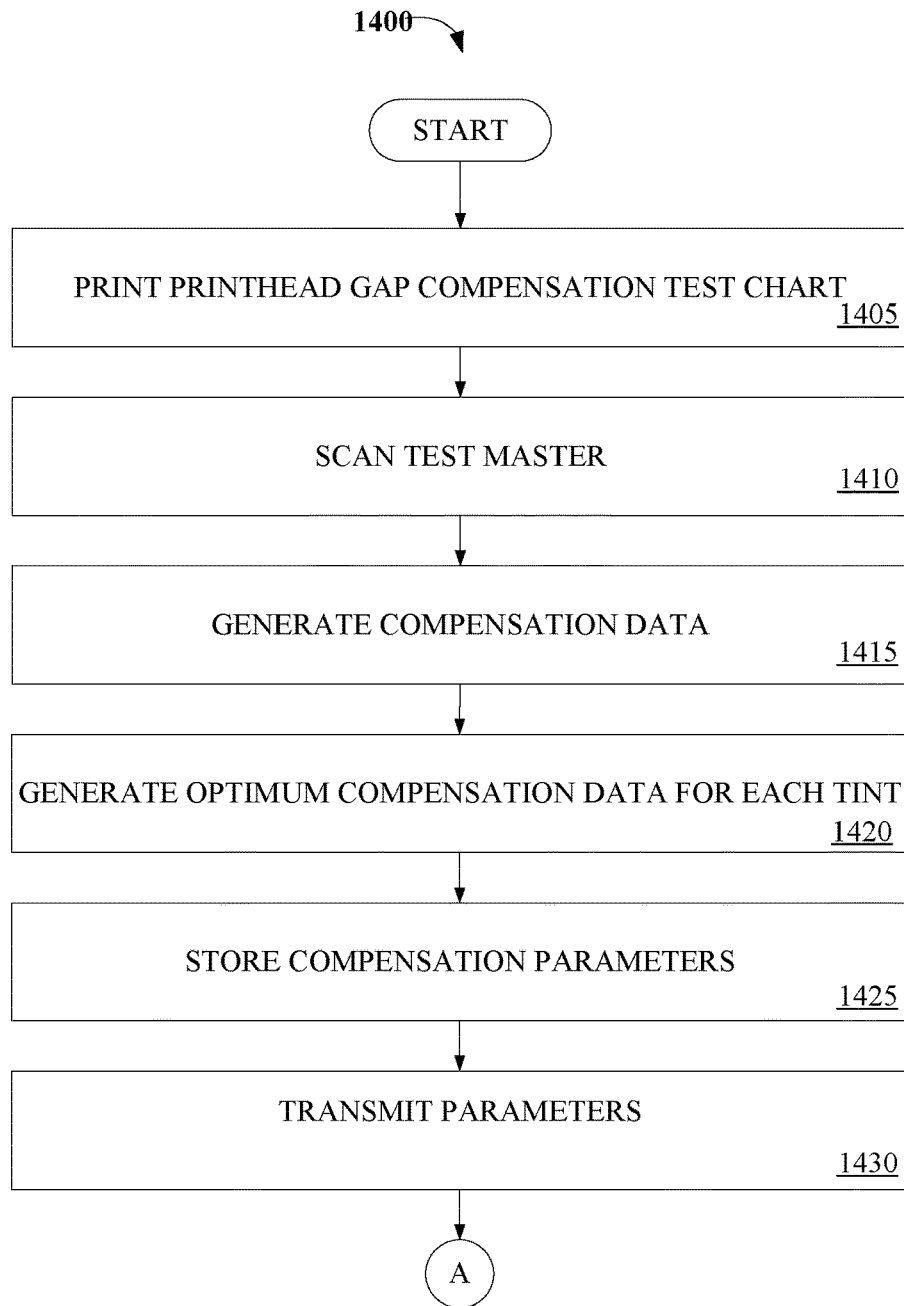 1400
START
PRINT PRINTHEAD GAP COMPENSATION TEST CHART
1405
SCAN TEST MASTER
1410
GENERATE COMPENSATION DATA
1415
GENERATE OPTIMUM COMPENSATION DATA FOR EACH TINT
1420
STORE COMPENSATION PARAMETERS
1425
TRANSMIT PARAMETERS
1430
A